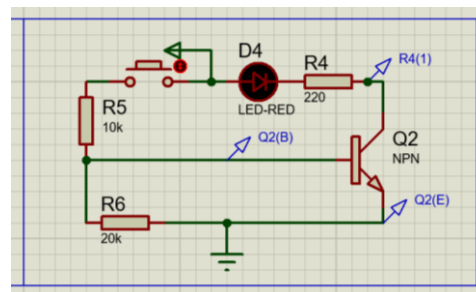 D4
R4
R4(1)
LED-RED
220
R5
10k
Q2(B)
Q2
NPN
Q2(E)
R6
20k